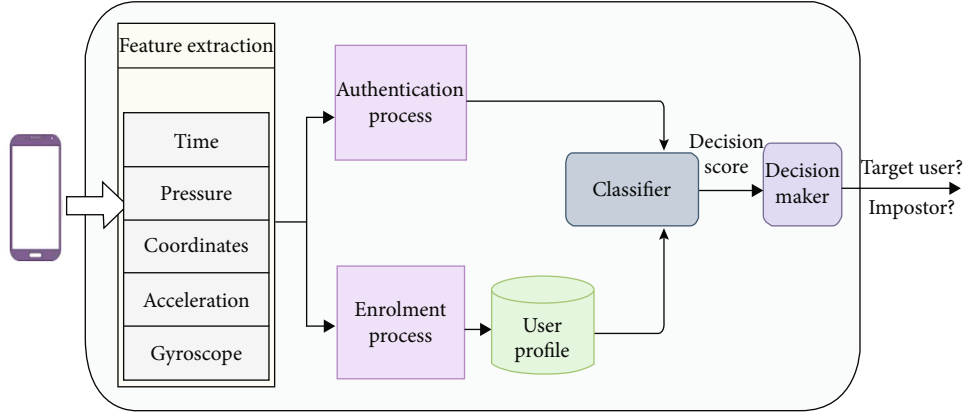 Feature extraction
Time
Pressure
Coordinates
Acceleration
Gyroscope
Authentication
process
Enrolment
process
User
profile
Classifier
Decision
score
Decision
maker
Target user?
Impostor?